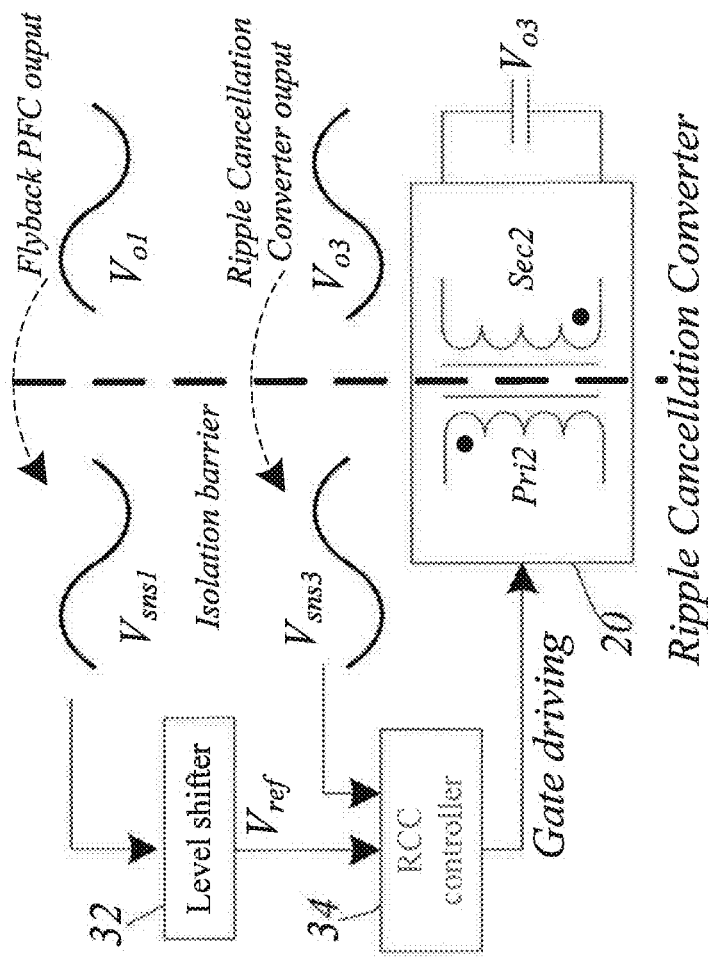 Flyback PFC ouput
V_sns1
V_o1
32
Level shifter
V_ref
Isolation barrier
Ripple Cancellation
Converter ouput
V_sns3
V_o3
34
RCC
controller
Gate driving
20
Pri2
Sec2
V_o3
Ripple Cancellation Converter